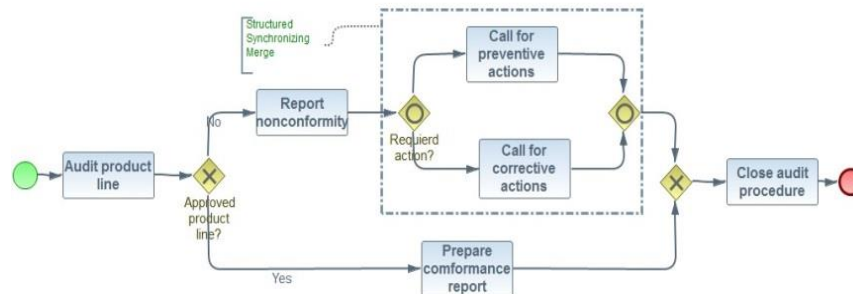 Structured
Synchronizing
Merge
Call for
preventive
actions
No
Report
nonconformity
Requierd
action?
Call for
corrective
actions
Audit product
line
Approved
product
line?
Close audit
procedure
Yes
Prepare
comformance
report